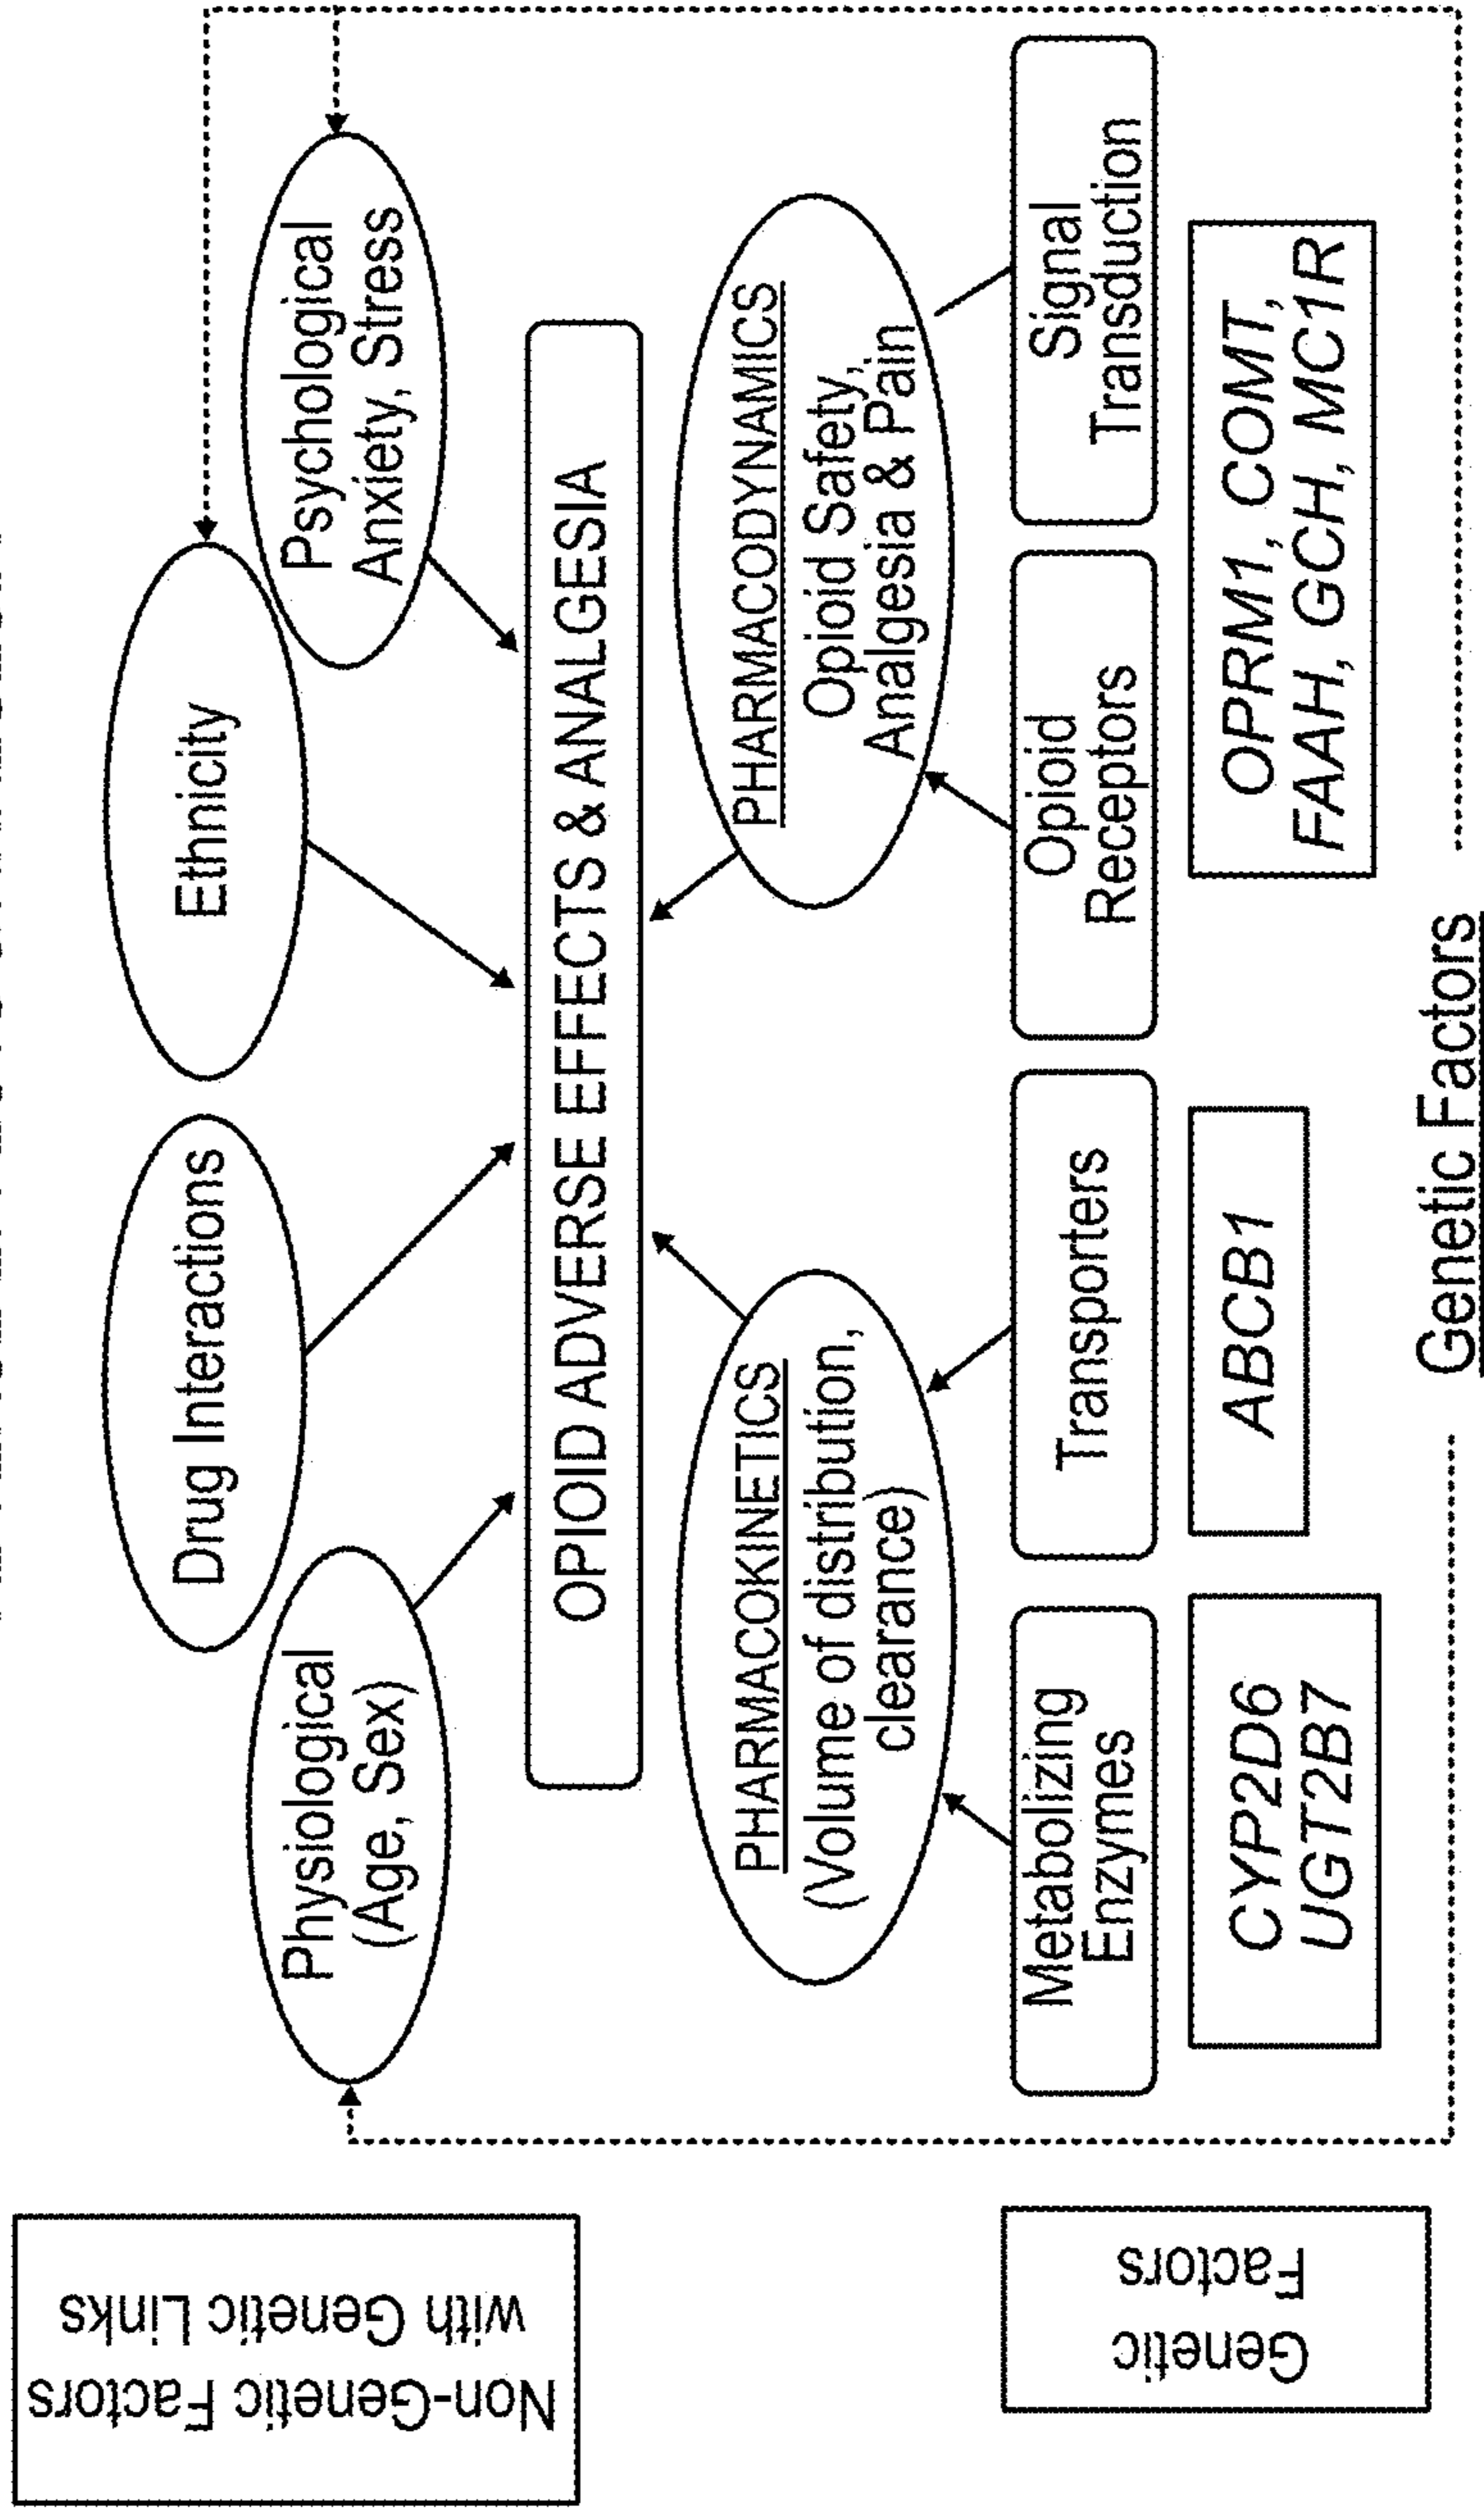 Non-Genetic Factors
with Genetic Links
Physiological
(Age, Sex)
Drug Interactions
Ethnicity
Psychological
Anxiety, Stress
OPIOID ADVERSE EFFECTS & ANALGESIA
PHARMACOKINETICS
(Volume of distribution,
clearance)
PHARMACODYNAMICS
Opioid Safety,
Analgesia & Pain
Genetic
Factors
Metabolizing
Enzymes
Transporters
Opioid
Receptors
Signal
Transduction
CYP2D6
UGT2B7
ABCB1
OPRM1, COMT,
FAAH, GCH, MC1R
Genetic Factors